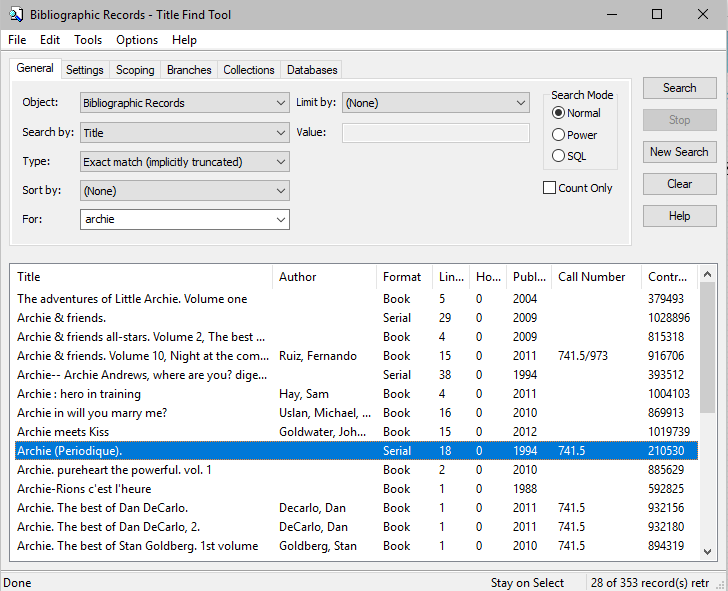 Bibliographic Records - Title Find Tool
File Edit Tools Options Help
General Settings Scoping Branches Collections Databases
Object: Bibliographic Records Limit by: (None) Search Mode Search
Search by: Title Value: Normal Stop
Type: Exact match (implicitly truncated) Power New Search
Sort by: (None) SQL Clear
For: archie Count Only Help
Title Author Format Lin... Ho... Publ... Call Number Contr...
The adventures of Little Archie. Volume one Book 5 0 2004 379493
Archie & friends. Serial 29 0 2009 1028896
Archie & friends all-stars. Volume 2, The best ... Book 4 0 2009 815318
Archie & friends. Volume 10, Night at the com... Ruiz, Fernando Book 15 0 2011 741.5/973 916706
Archie-- Archie Andrews, where are you? dige... Serial 38 0 1994 393512
Archie : hero in training Hay, Sam Book 4 0 2011 1004103
Archie in will you marry me? Uslan, Michael, ... Book 16 0 2010 869913
Archie meets Kiss Goldwater, Joh... Book 15 0 2012 1019739
Archie (Periodique). Serial 18 0 1994 741.5 210530
Archie. pureheart the powerful. vol. 1 Book 2 0 2010 885629
Archie-Rions c'est l'heure Book 1 0 1988 592825
Archie. The best of Dan DeCarlo. Decarlo, Dan Book 1 0 2011 741.5 932156
Archie. The best of Dan DeCarlo, 2. DeCarlo, Dan Book 1 0 2011 741.5 932180
Archie. The best of Stan Goldberg. 1st volume Goldberg, Stan Book 1 0 2010 741.5 894319
Done Stay on Select 28 of 353 record(s) retr